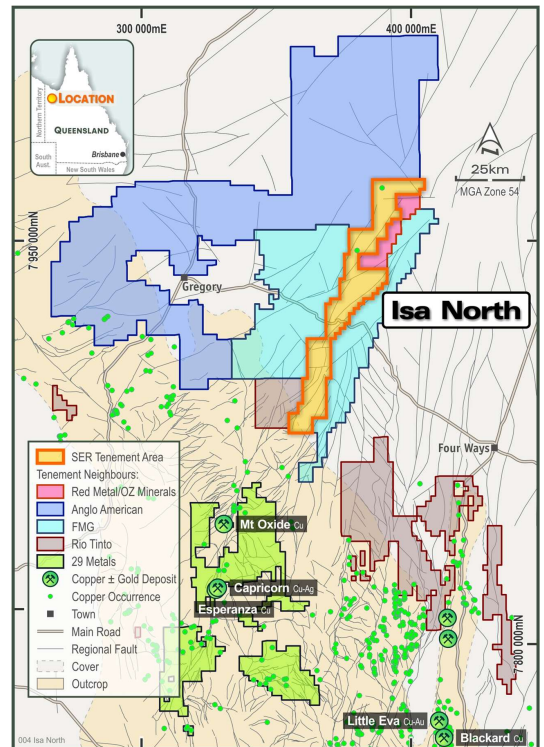 300 000mE
400 000mE
LOCATION
Northern Territory
QUEENSLAND
Brisbane
South
Aust.
New South Wales
25km
MGA Zone 54
7 950 000mN
Gregory
Isa North
Four Ways
SER Tenement Area
Tenement Neighbours:
Red Metal/OZ Minerals
Anglo American
FMG
Rio Tinto
29 Metals
Copper ± Gold Deposit
Copper Occurrence
Town
Main Road
Regional Fault
Cover
Outcrop
Mt Oxide Cu
Capricorn Cu-Ag
Esperanza Cu
7 800 000mN
Little Eva Cu-Au
Blackard Cu
004 Isa North